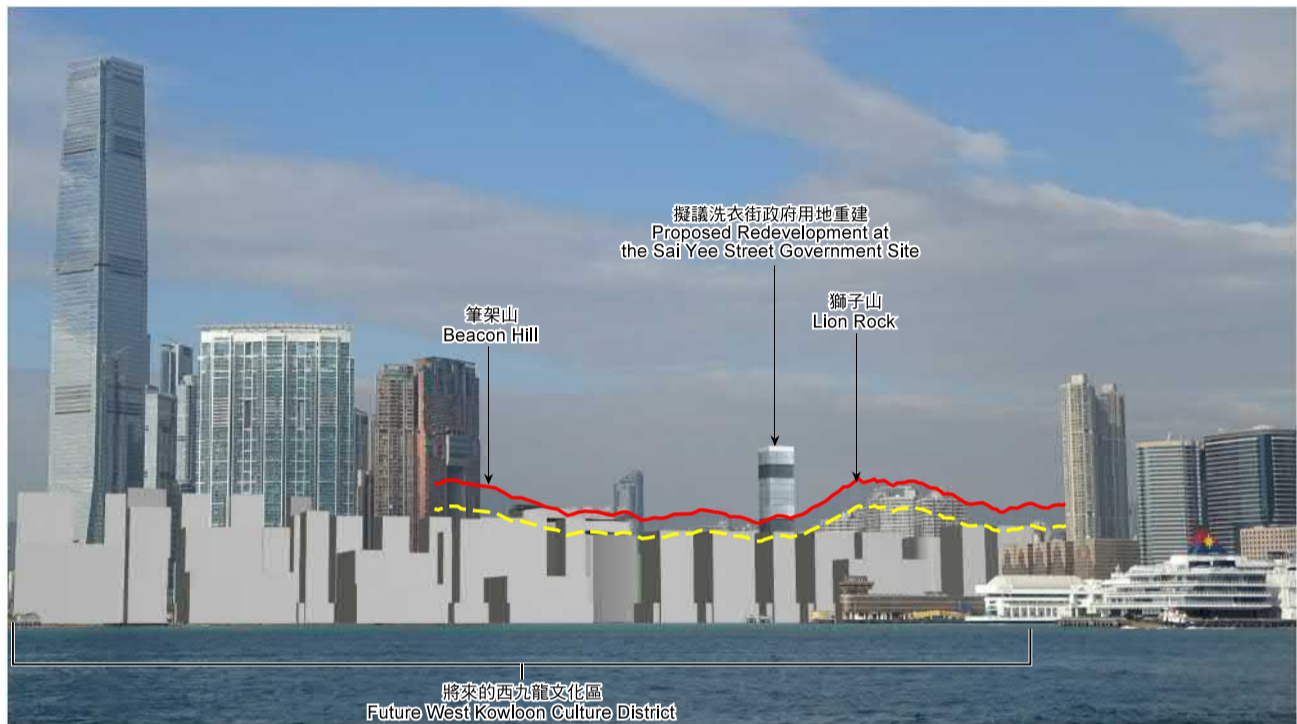 擬議洗衣街政府用地重建
Proposed Redevelopment at
the Sai Yee Street Government Site
筆架山
Beacon Hill
獅子山
Lion Rock
將來的西九龍文化區
Future West Kowloon Culture District